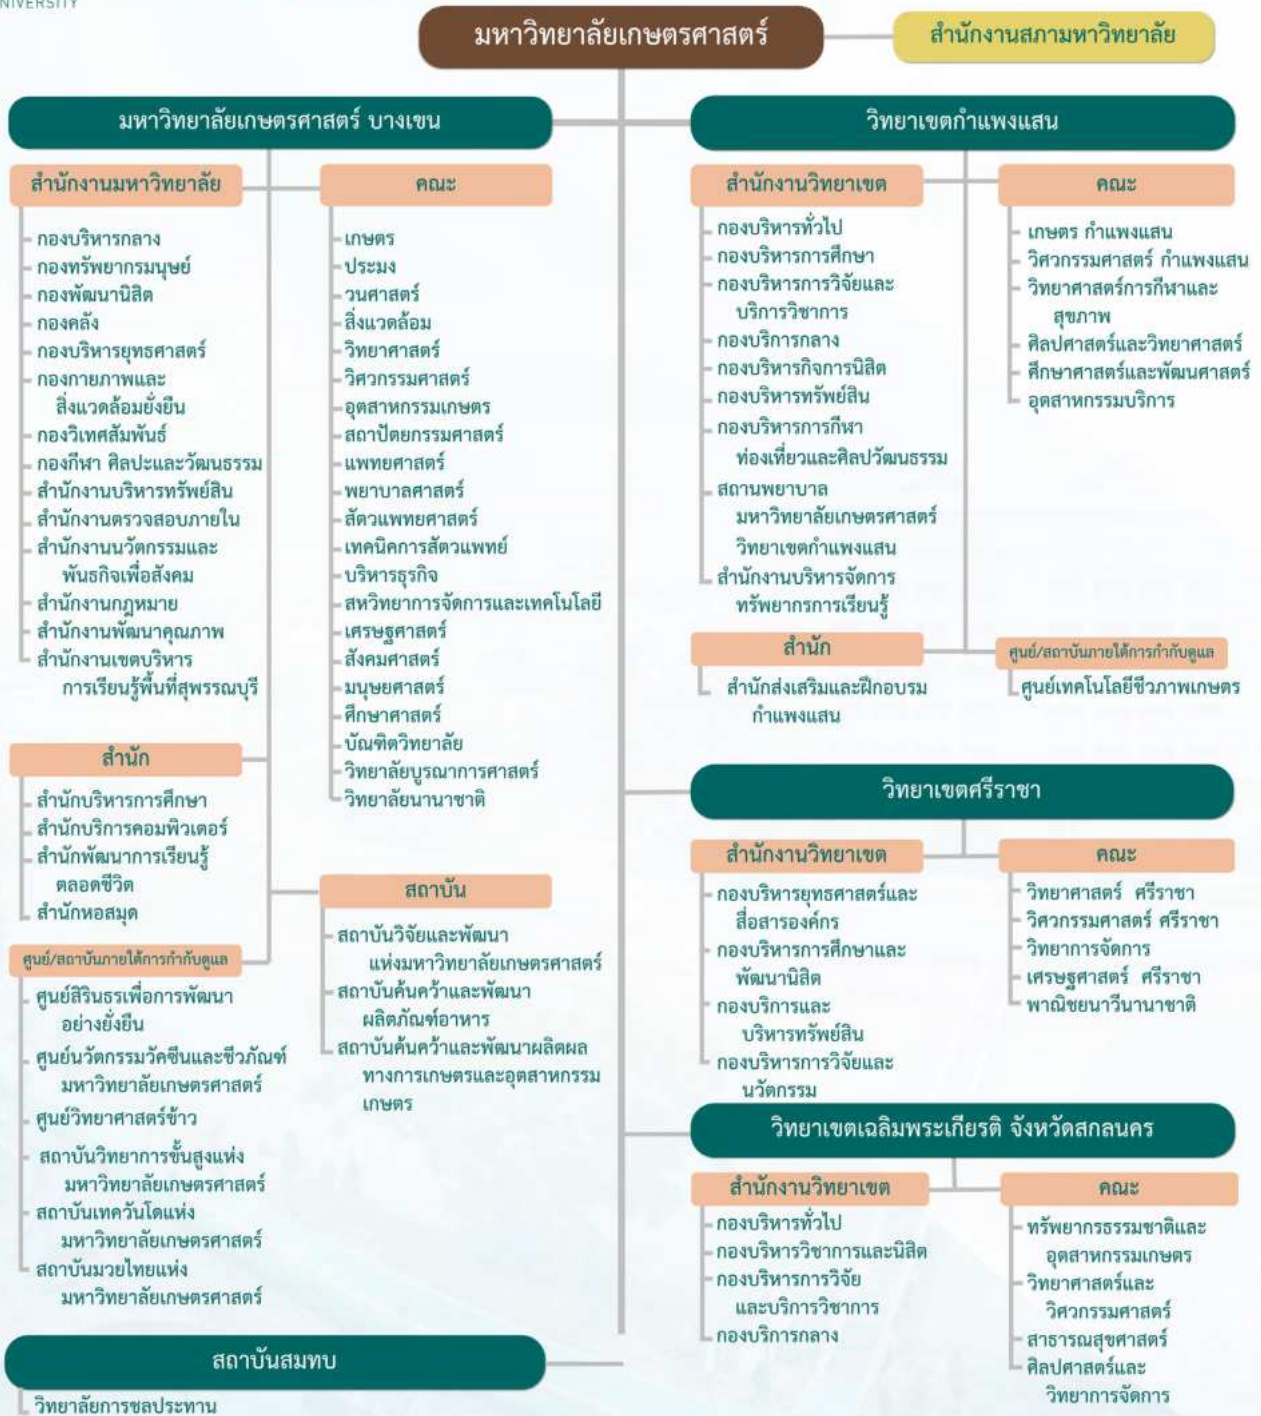 NIVERSITY
มหาวิทยาลัยเกษตรศาสตร์
สำนักงานสภามหาวิทยาลัย
มหาวิทยาลัยเกษตรศาสตร์ บางเขน
สำนักงานมหาวิทยาลัย
กองบริหารกลาง
กองทรัพยากรมนุษย์
กองพัฒนานิสิต
กองคลัง
กองบริหารยุทธศาสตร์
กองกายภาพและ
สิ่งแวดล้อมยั่งยืน
กองวิเทศสัมพันธ์
กองกีฬา ศิลปะและวัฒนธรรม
สำนักงานบริหารทรัพย์สิน
สำนักงานตรวจสอบภายใน
สำนักงานนวัตกรรมและ
พันธกิจเพื่อสังคม
สำนักงานกฎหมาย
สำนักงานพัฒนาคุณภาพ
สำนักงานเขตบริหาร
การเรียนรู้พื้นที่สุพรรณบุรี
คณะ
เกษตร
ประมง
วนศาสตร์
สิ่งแวดล้อม
วิทยาศาสตร์
วิศวกรรมศาสตร์
อุตสาหกรรมเกษตร
สถาปัตยกรรมศาสตร์
แพทยศาสตร์
พยาบาลศาสตร์
สัตวแพทยศาสตร์
เทคนิคการสัตวแพทย์
บริหารธุรกิจ
สหวิทยาการจัดการและเทคโนโลยี
เศรษฐศาสตร์
สังคมศาสตร์
มนุษยศาสตร์
ศึกษาศาสตร์
บัณฑิตวิทยาลัย
วิทยาลัยบูรณาการศาสตร์
วิทยาลัยนานาชาติ
สำนัก
สำนักบริหารการศึกษา
สำนักบริการคอมพิวเตอร์
สำนักพัฒนาการเรียนรู้
ตลอดชีวิต
สำนักหอสมุด
สถาบัน
สถาบันวิจัยและพัฒนา
แห่งมหาวิทยาลัยเกษตรศาสตร์
สถาบันค้นคว้าและพัฒนา
ผลิตภัณฑ์อาหาร
สถาบันค้นคว้าและพัฒนาผลิตผล
ทางการเกษตรและอุตสาหกรรม
เกษตร
ศูนย์/สถาบันภายใต้การกำกับดูแล
ศูนย์สิรินธรเพื่อการพัฒนา
อย่างยั่งยืน
ศูนย์นวัตกรรมวัคซีนและชีวภัณฑ์
มหาวิทยาลัยเกษตรศาสตร์
ศูนย์วิทยาศาสตร์ข้าว
สถาบันวิทยาการขั้นสูงแห่ง
มหาวิทยาลัยเกษตรศาสตร์
สถาบันเทควันโดแห่ง
มหาวิทยาลัยเกษตรศาสตร์
สถาบันมวยไทยแห่ง
มหาวิทยาลัยเกษตรศาสตร์
สถาบันสมทบ
วิทยาลัยการชลประทาน
วิทยาเขตกำแพงแสน
สำนักงานวิทยาเขต
กองบริหารทั่วไป
กองบริหารการศึกษา
กองบริหารการวิจัยและ
บริการวิชาการ
กองบริการกลาง
กองบริหารกิจการนิสิต
กองบริหารทรัพย์สิน
กองบริหารการกีฬา
ท่องเที่ยวและศิลปวัฒนธรรม
สถานพยาบาล
มหาวิทยาลัยเกษตรศาสตร์
วิทยาเขตกำแพงแสน
สำนักงานบริหารจัดการ
ทรัพยากรการเรียนรู้
คณะ
เกษตร กำแพงแสน
วิศวกรรมศาสตร์ กำแพงแสน
วิทยาศาสตร์การกีฬาและ
สุขภาพ
ศิลปศาสตร์และวิทยาศาสตร์
ศึกษาศาสตร์และพัฒนศาสตร์
อุตสาหกรรมบริการ
สำนัก
สำนักส่งเสริมและฝึกอบรม
กำแพงแสน
ศูนย์/สถาบันภายใต้การกำกับดูแล
ศูนย์เทคโนโลยีชีวภาพเกษตร
วิทยาเขตศรีราชา
สำนักงานวิทยาเขต
กองบริหารยุทธศาสตร์และ
สื่อสารองค์กร
กองบริหารการศึกษาและ
พัฒนานิสิต
กองบริการและ
บริหารทรัพย์สิน
กองบริหารการวิจัยและ
นวัตกรรม
คณะ
วิทยาศาสตร์ ศรีราชา
วิศวกรรมศาสตร์ ศรีราชา
วิทยาการจัดการ
เศรษฐศาสตร์ ศรีราชา
พาณิชยนาวีนานาชาติ
วิทยาเขตเฉลิมพระเกียรติ จังหวัดสกลนคร
สำนักงานวิทยาเขต
กองบริหารทั่วไป
กองบริหารวิชาการและนิสิต
กองบริหารการวิจัย
และบริการวิชาการ
กองบริการกลาง
คณะ
ทรัพยากรธรรมชาติและ
อุตสาหกรรมเกษตร
วิทยาศาสตร์และ
วิศวกรรมศาสตร์
สาธารณสุขศาสตร์
ศิลปศาสตร์และ
วิทยาการจัดการ